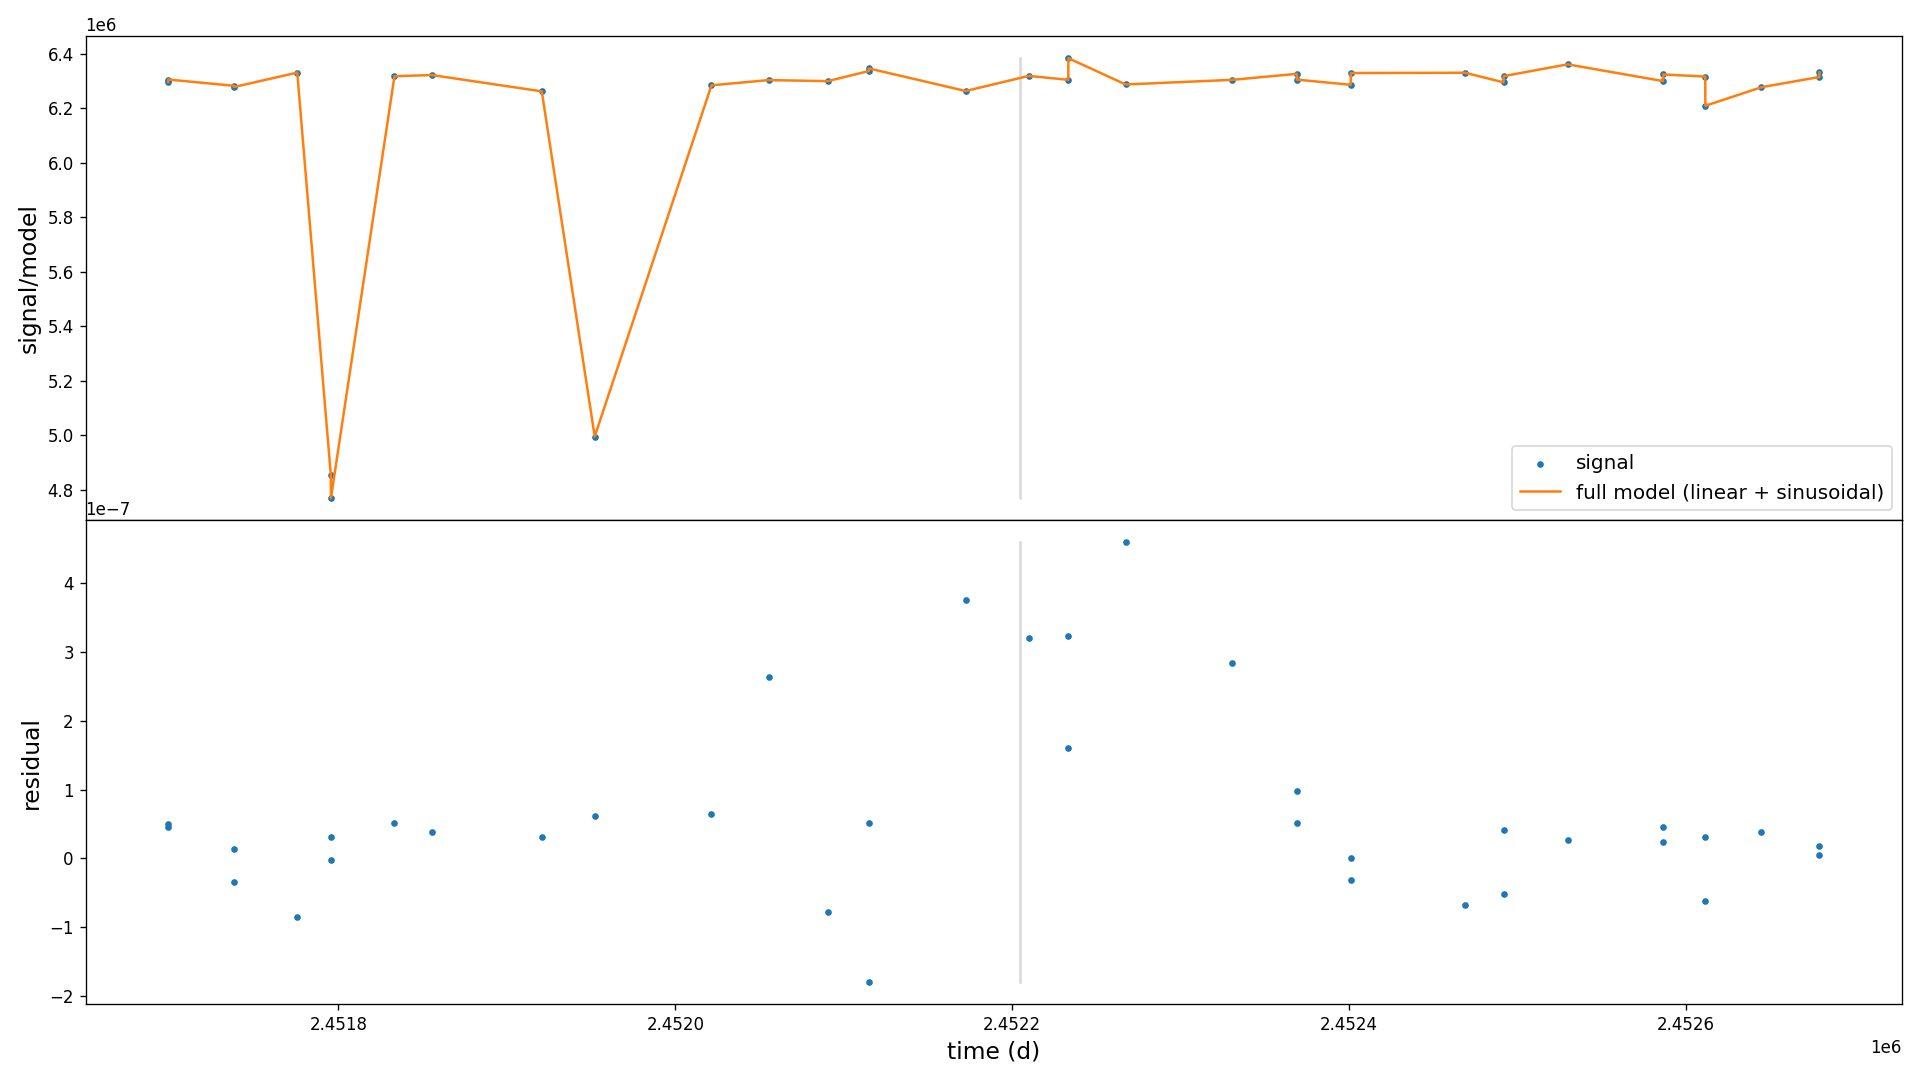 1e6
6.4
6.2
6.0
5.8
5.6
5.4
5.2
5.0
4.8
signal/model
signal
full model (linear + sinusoidal)
1e−7
4
3
2
1
0
−1
−2
residual
2.4518
2.4520
2.4522
2.4524
2.4526
time (d)
1e6